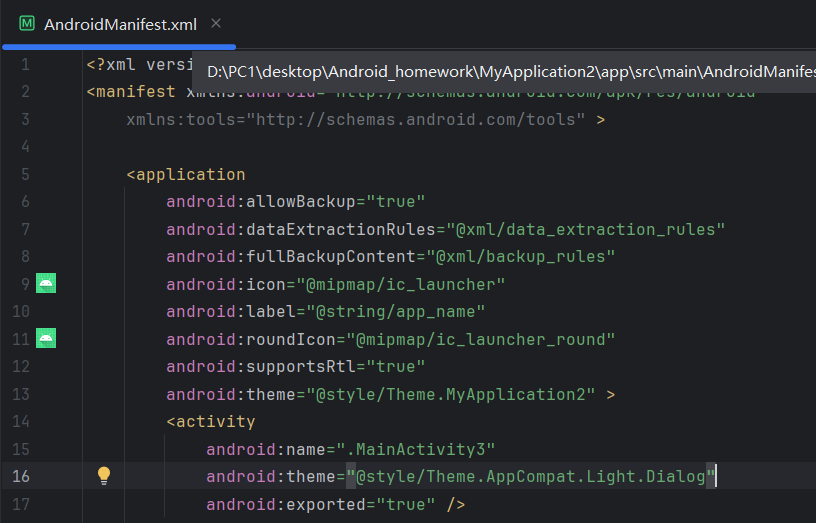 AndroidManifest.xml
1 <?xml versi
D:\PC1\desktop\Android_homework\MyApplication2\app\src\main\AndroidManifes
2 <manifest xmlns:android="http://schemas.android.com/apk/res/android"
3 xmlns:tools="http://schemas.android.com/tools" >
4
5 <application
6 android:allowBackup="true"
7 android:dataExtractionRules="@xml/data_extraction_rules"
8 android:fullBackupContent="@xml/backup_rules"
9 android:icon="@mipmap/ic_launcher"
10 android:label="@string/app_name"
11 android:roundIcon="@mipmap/ic_launcher_round"
12 android:supportsRtl="true"
13 android:theme="@style/Theme.MyApplication2" >
14 <activity
15 android:name=".MainActivity3"
16 android:theme="@style/Theme.AppCompat.Light.Dialog"
17 android:exported="true" />